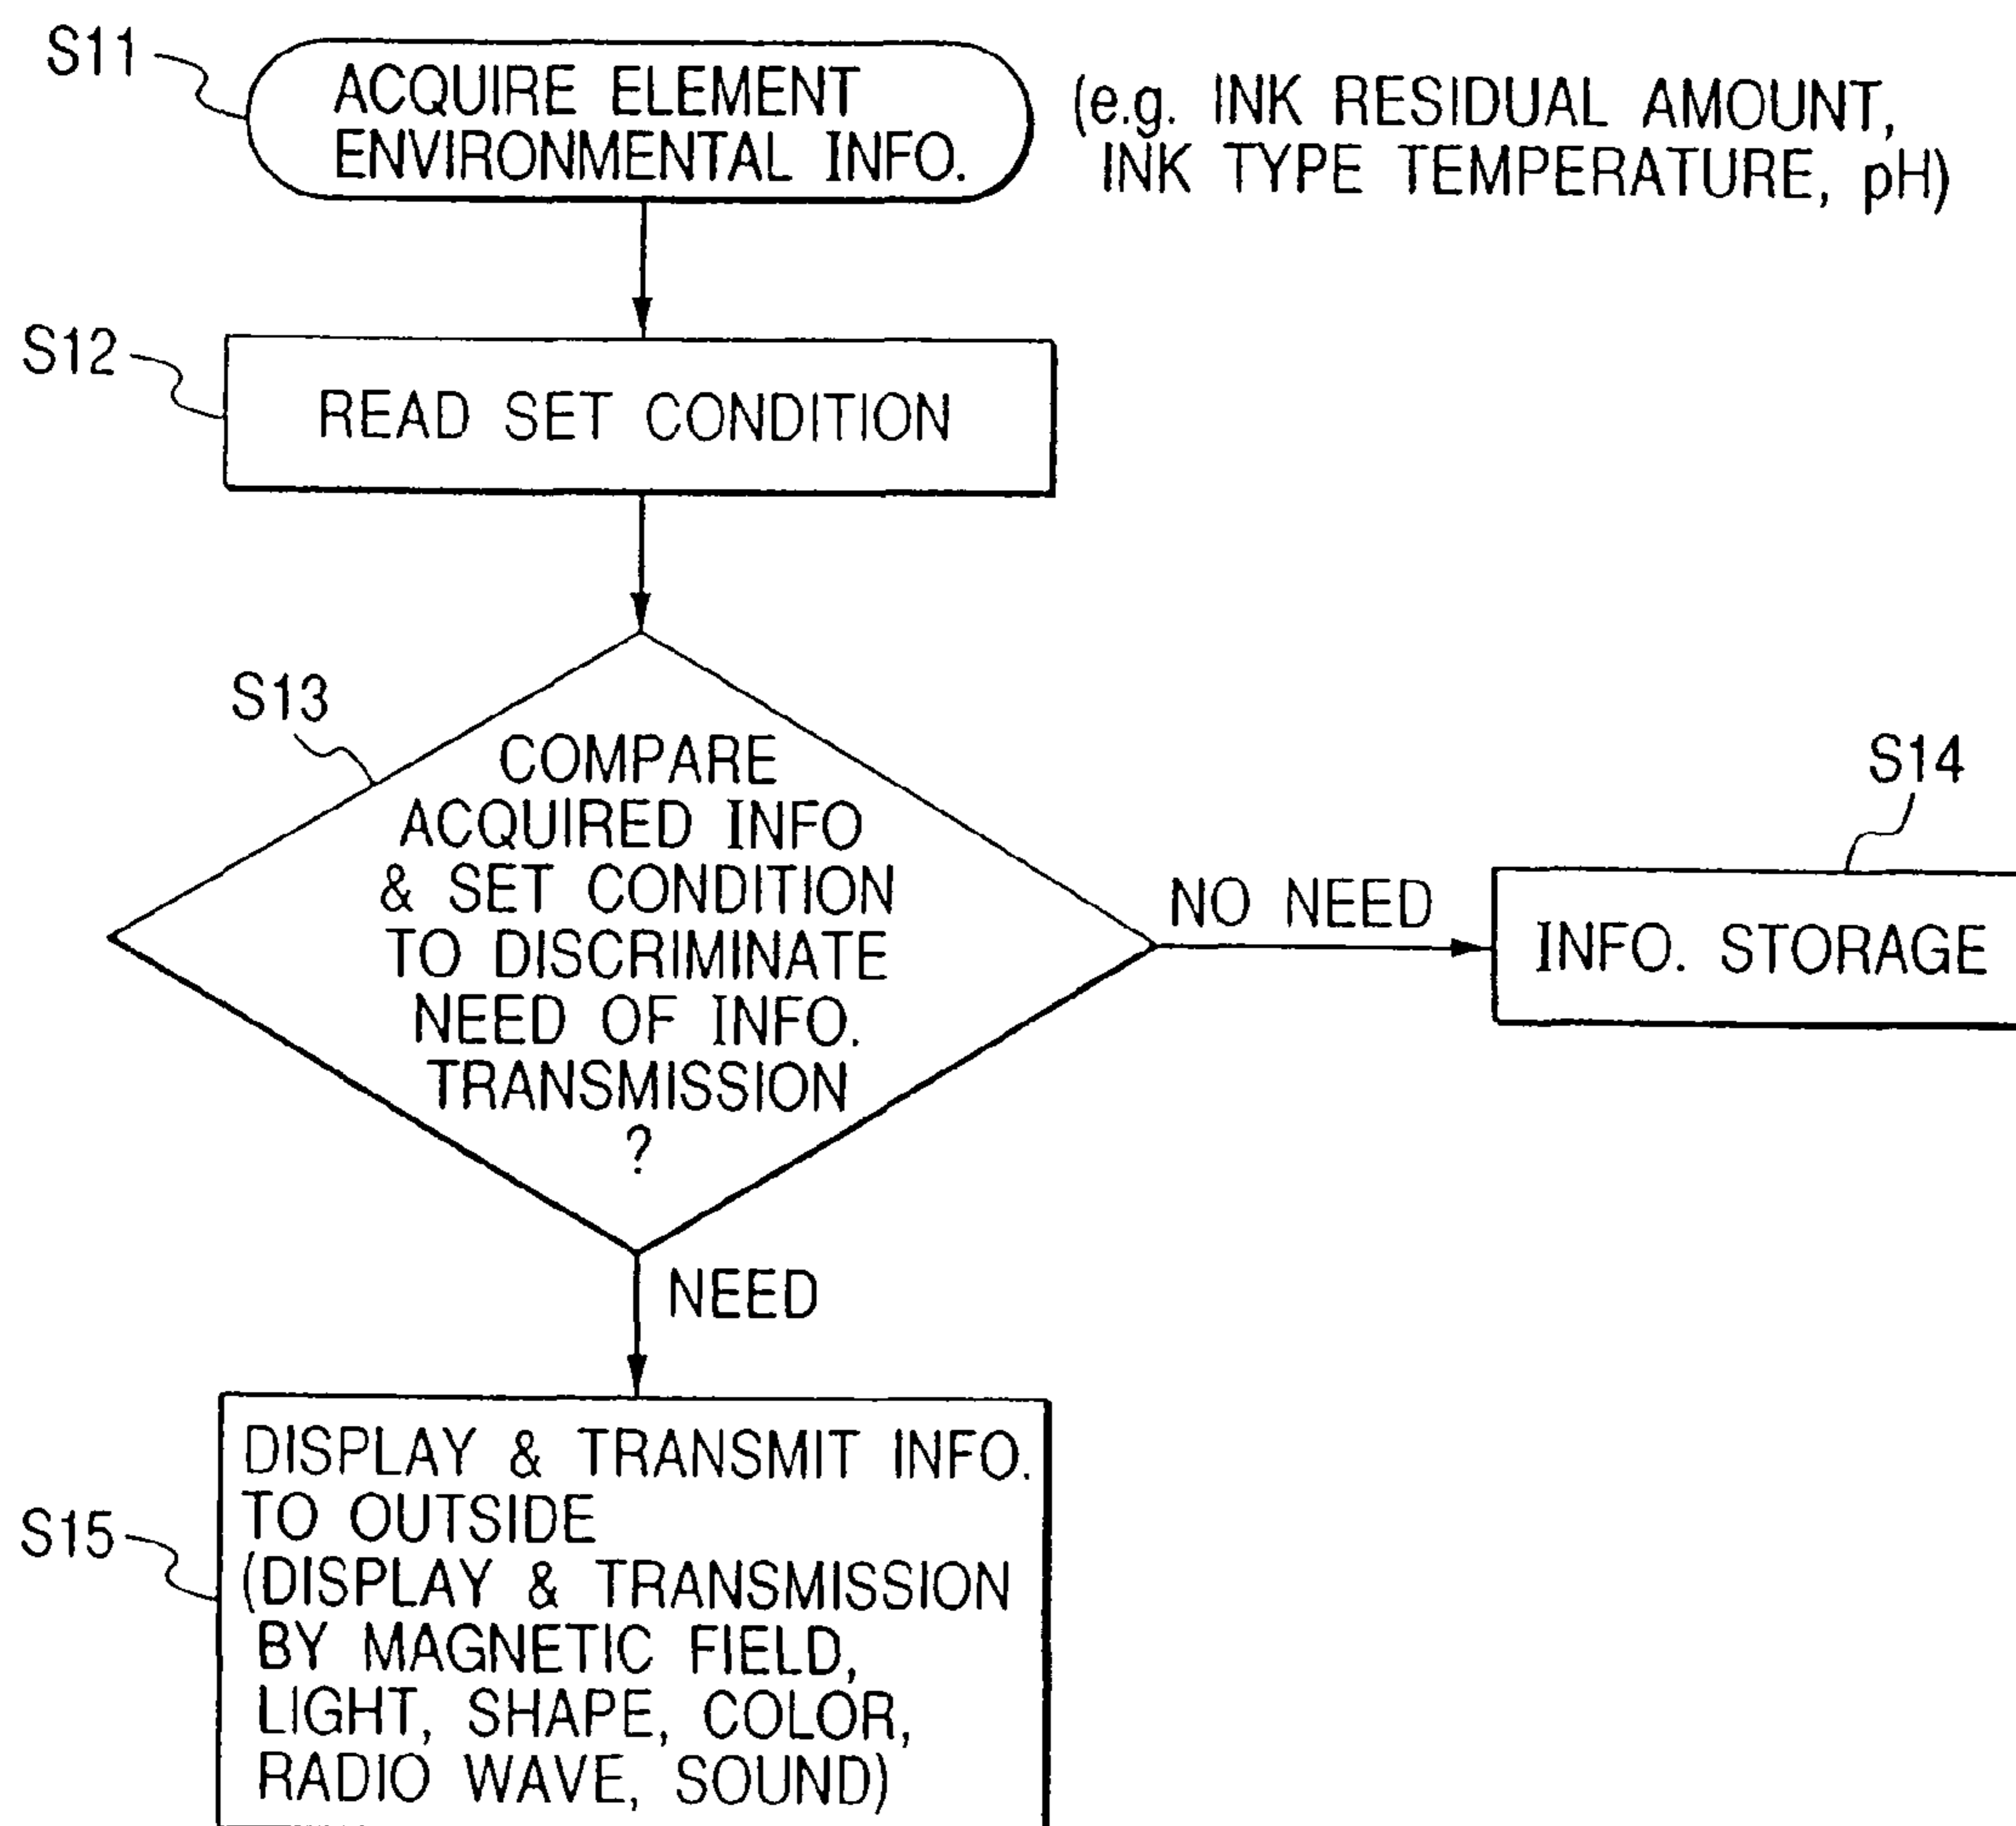 S11
ACQUIRE ELEMENT
ENVIRONMENTAL INFO.
(e.g. INK RESIDUAL AMOUNT,
INK TYPE TEMPERATURE, pH)
S12
READ SET CONDITION
S13
COMPARE
ACQUIRED INFO
& SET CONDITION
TO DISCRIMINATE
NEED OF INFO.
TRANSMISSION
?
NO NEED
S14
INFO. STORAGE
NEED
S15
DISPLAY & TRANSMIT INFO.
TO OUTSIDE
(DISPLAY & TRANSMISSION
BY MAGNETIC FIELD,
LIGHT, SHAPE, COLOR,
RADIO WAVE, SOUND)